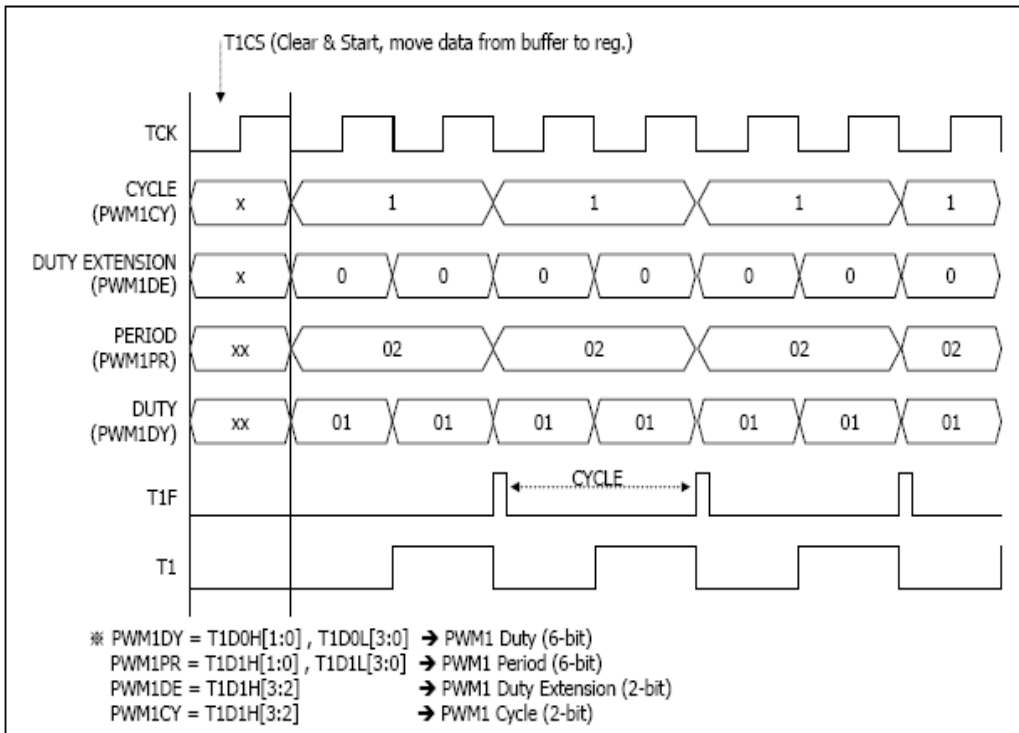 T1CS (Clear & Start, move data from buffer to reg.)
TCK
CYCLE
(PWM1CY)
x 1 1 1 1
DUTY EXTENSION
(PWM1DE)
x 0 0 0 0 0 0 0
PERIOD
(PWM1PR)
xx 02 02 02 02
DUTY
(PWM1DY)
xx 01 01 01 01 01 01 01
T1F
CYCLE
T1
※ PWM1DY = T1D0H[1:0] , T1D0L[3:0] → PWM1 Duty (6-bit)
PWM1PR = T1D1H[1:0] , T1D1L[3:0] → PWM1 Period (6-bit)
PWM1DE = T1D1H[3:2] → PWM1 Duty Extension (2-bit)
PWM1CY = T1D1H[3:2] → PWM1 Cycle (2-bit)